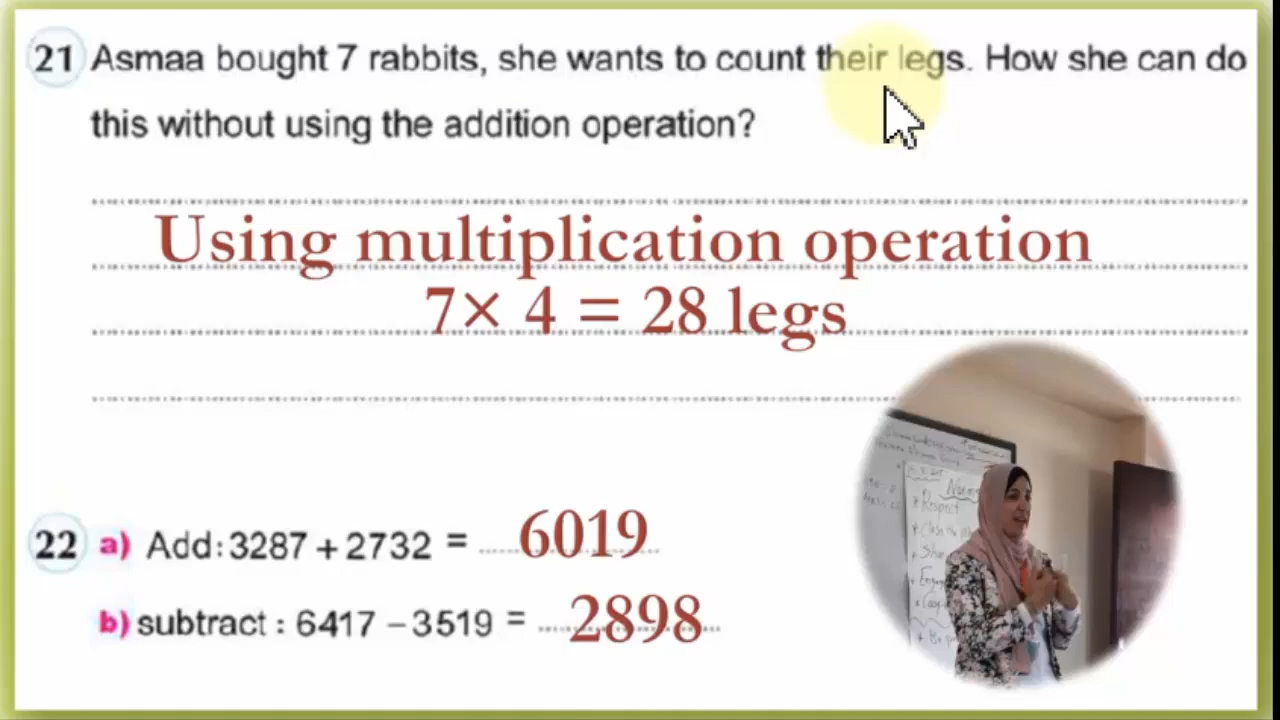 21 Asmaa bought 7 rabbits, she wants to count their legs. How she can do
this without using the addition operation?
Using multiplication operation
7× 4 = 28 legs
22 a) Add: 3287 + 2732 = 6019
b) subtract : 6417 – 3519 = 2898
Respect